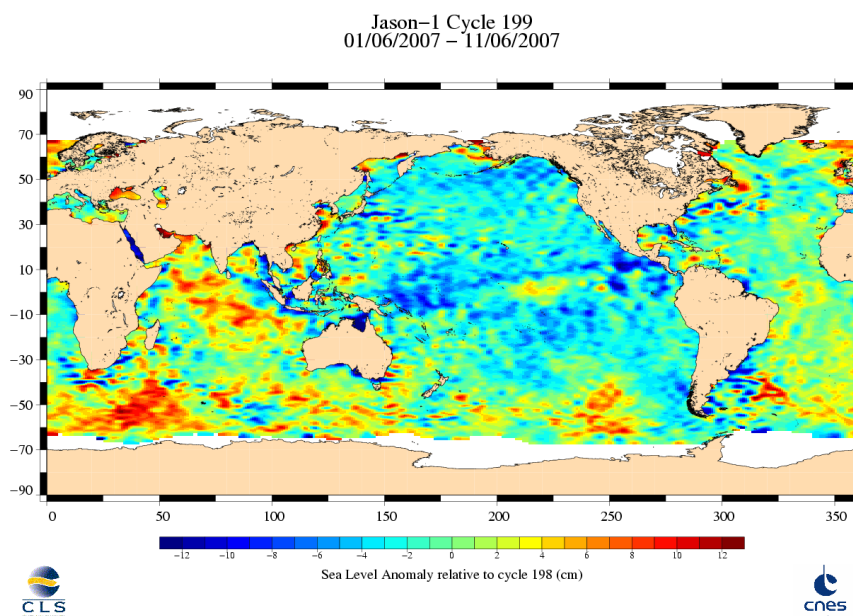 Jason-1 Cycle 199
01/06/2007 - 11/06/2007
90
70
50
30
10
-10
-30
-50
-70
-90
0 50 100 150 200 250 300 350
-12 -10 -8 -6 -4 -2 0 2 4 6 8 10 12
Sea Level Anomaly relative to cycle 198 (cm)
CLS
cnes